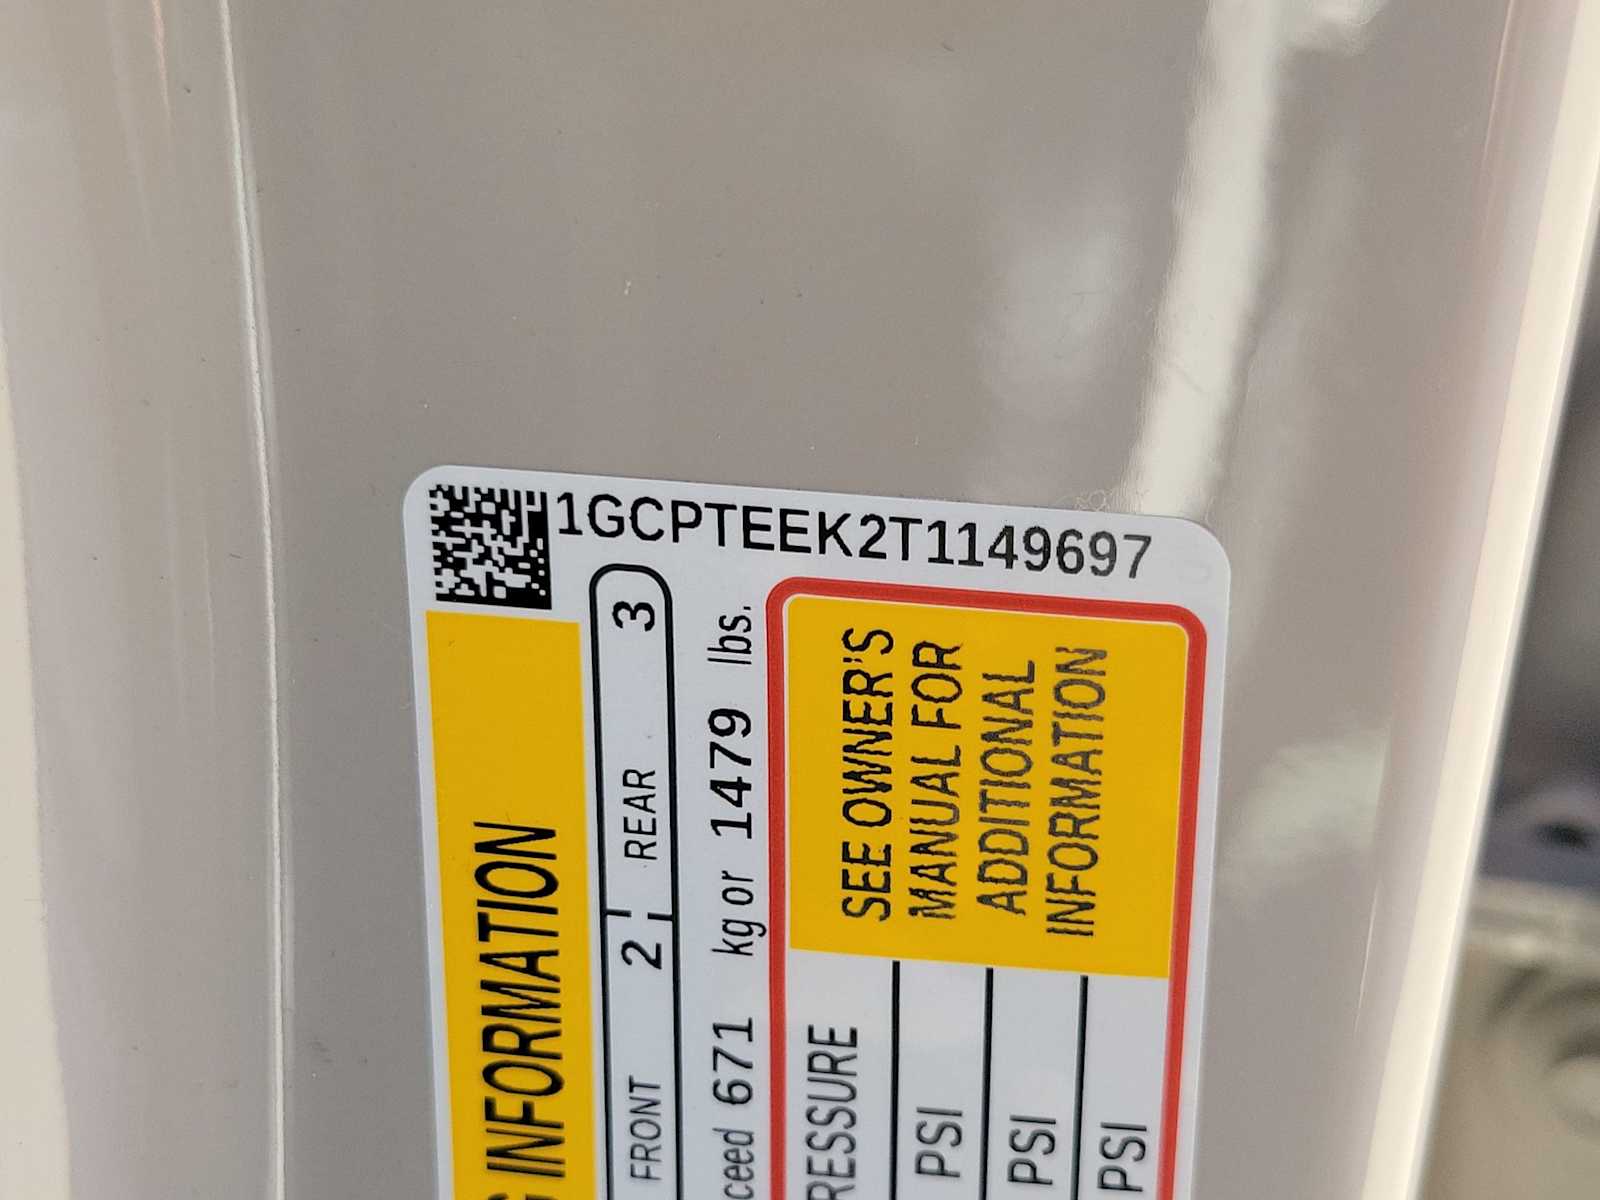 1GCPTEEK2T1149697
INFORMATION
FRONT 2 REAR 3
ceed 671 kg or 1479 lbs.
RESSURE
PSI
PSI
PSI
SEE OWNER'S
MANUAL FOR
ADDITIONAL
INFORMATION